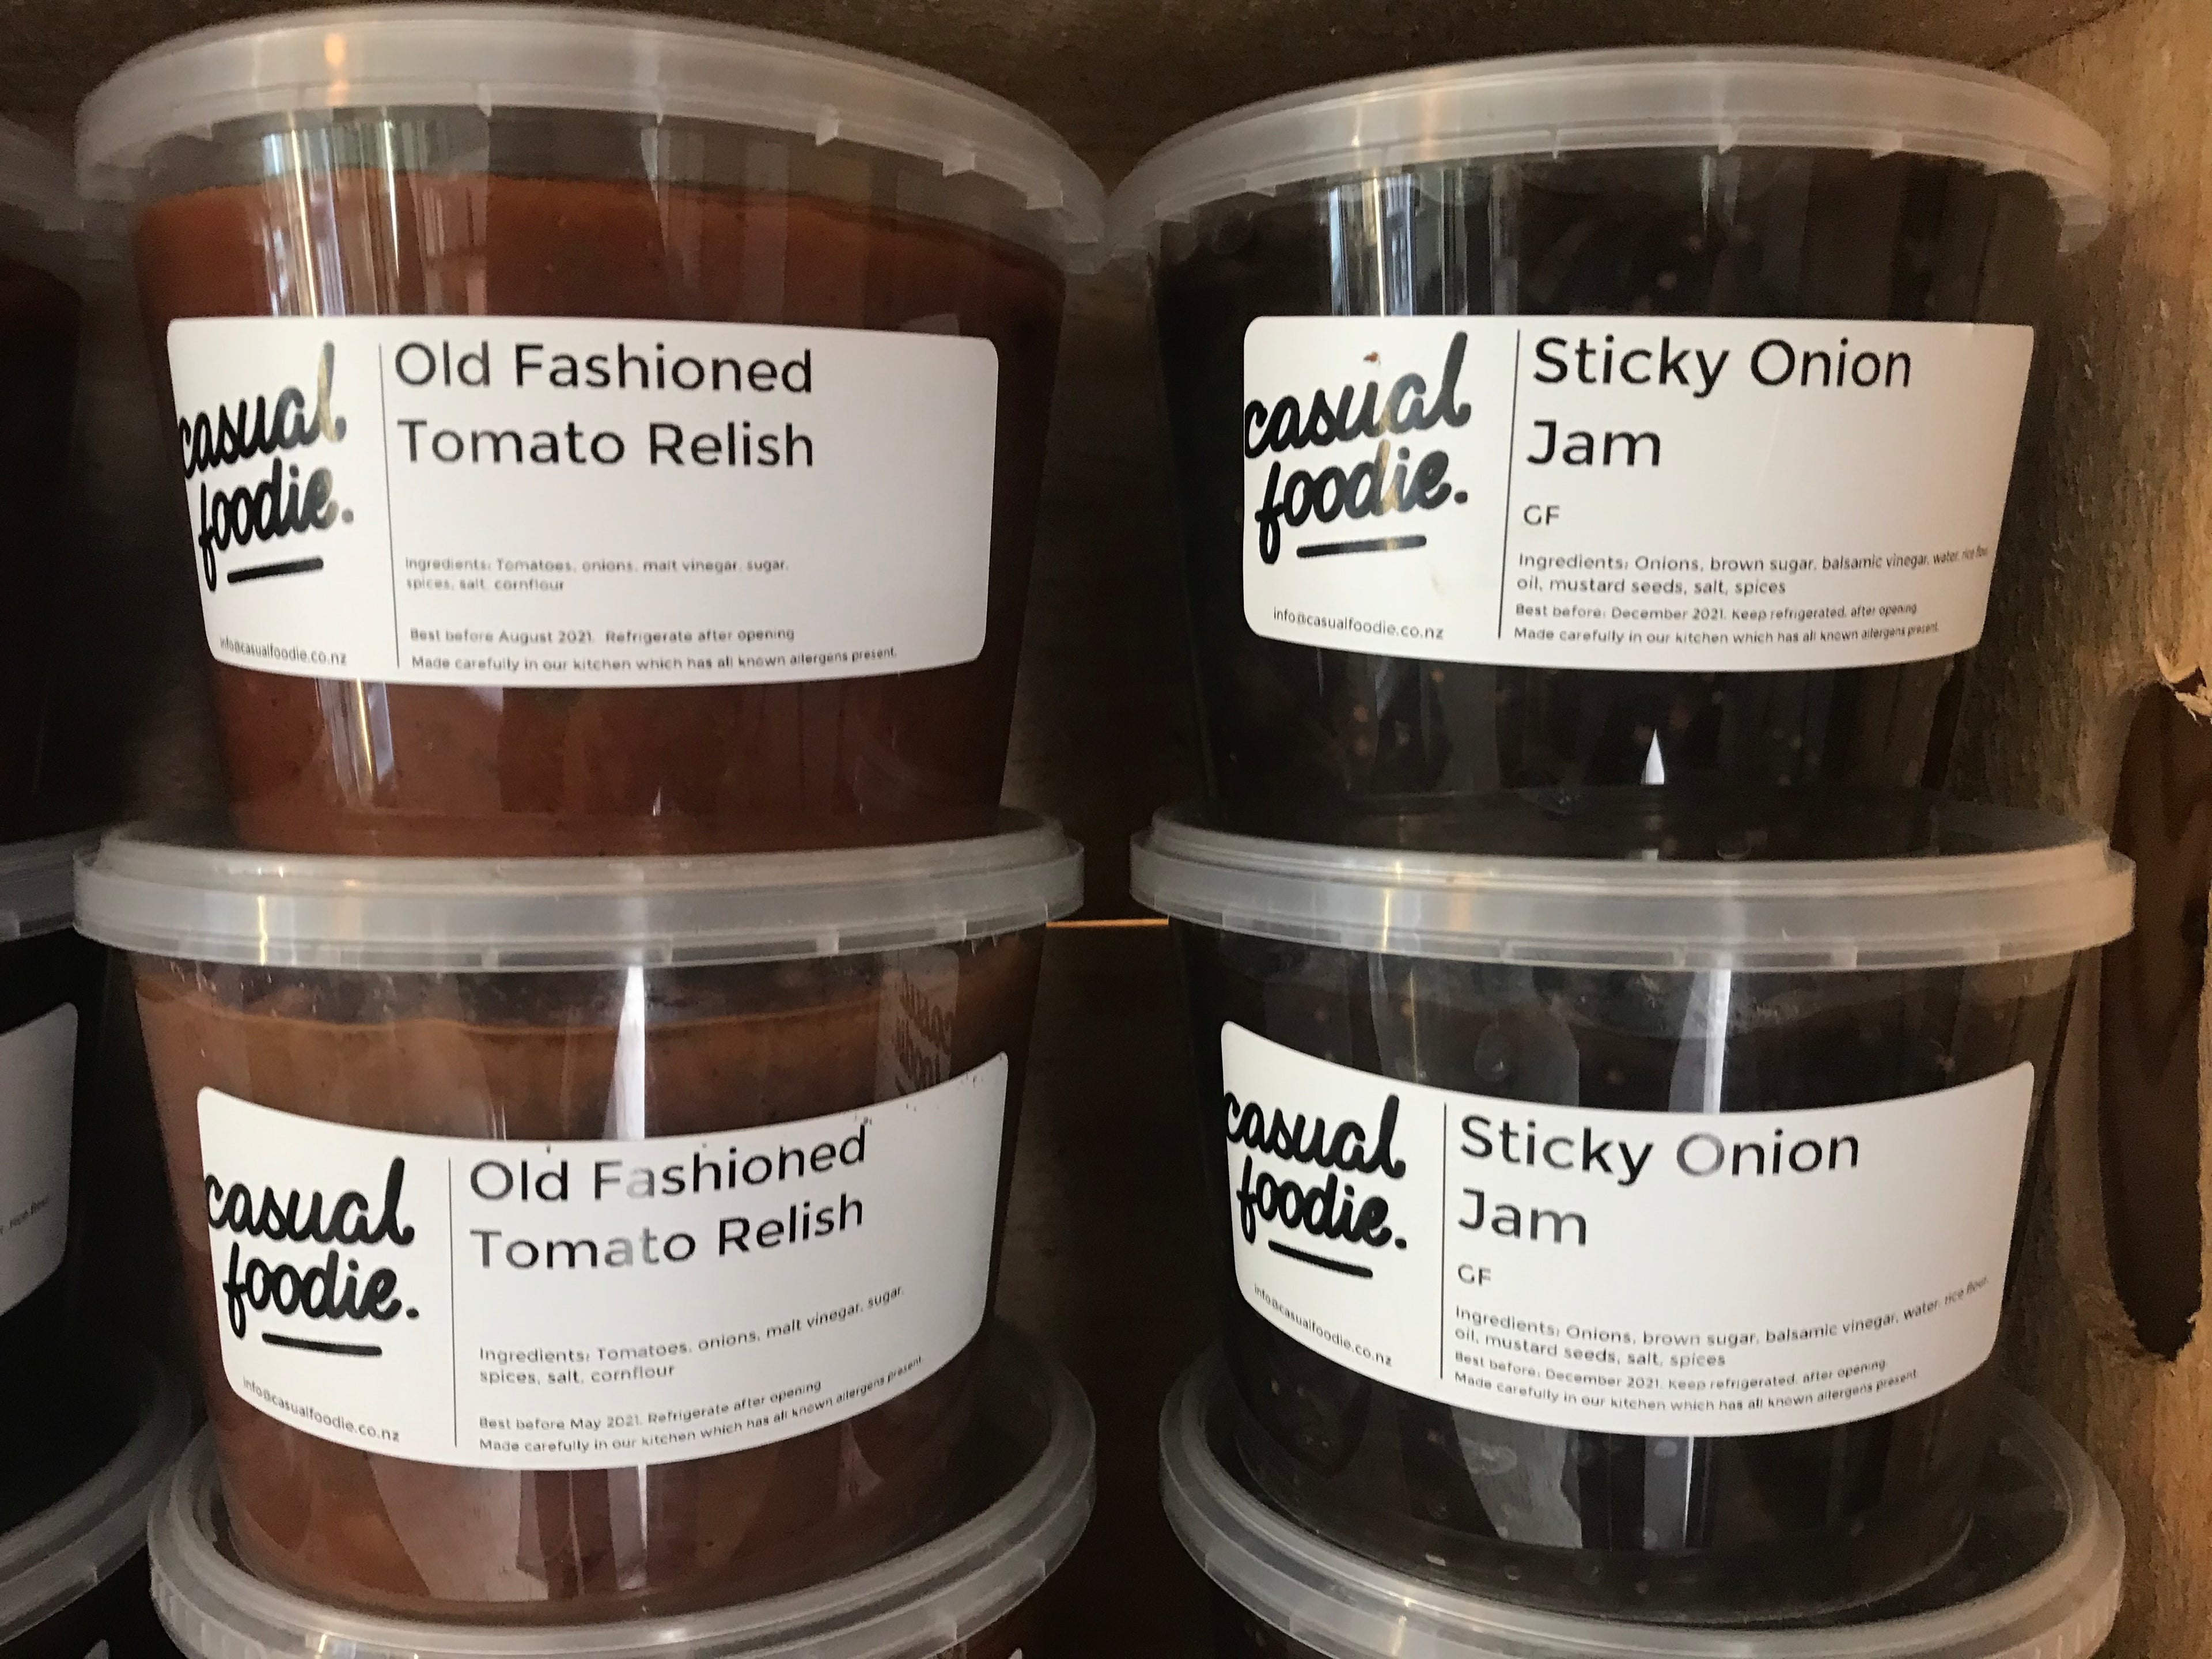 casual
foodie.
info@casualfoodie.co.nz
Old Fashioned
Tomato Relish
Ingredients: Tomatoes, onions, malt vinegar, sugar,
spices, salt, cornflour
Best before August 2021. Refrigerate after opening
Made carefully in our kitchen which has all known allergens present.
casual
foodie.
info@casualfoodie.co.nz
Sticky Onion
Jam
GF
Ingredients: Onions, brown sugar, balsamic vinegar, water, rice flour,
oil, mustard seeds, salt, spices
Best before: December 2021. Keep refrigerated, after opening.
Made carefully in our kitchen which has all known allergens present.
casual
foodie.
info@casualfoodie.co.nz
Old Fashioned
Tomato Relish
Ingredients: Tomatoes, onions, malt vinegar, sugar,
spices, salt, cornflour
Best before May 2021. Refrigerate after opening
Made carefully in our kitchen which has all known allergens present.
casual
foodie.
info@casualfoodie.co.nz
Sticky Onion
Jam
GF
Ingredients: Onions, brown sugar, balsamic vinegar, water, rice flour,
oil, mustard seeds, salt, spices
Best before: December 2021. Keep refrigerated, after opening.
Made carefully in our kitchen which has all known allergens present.